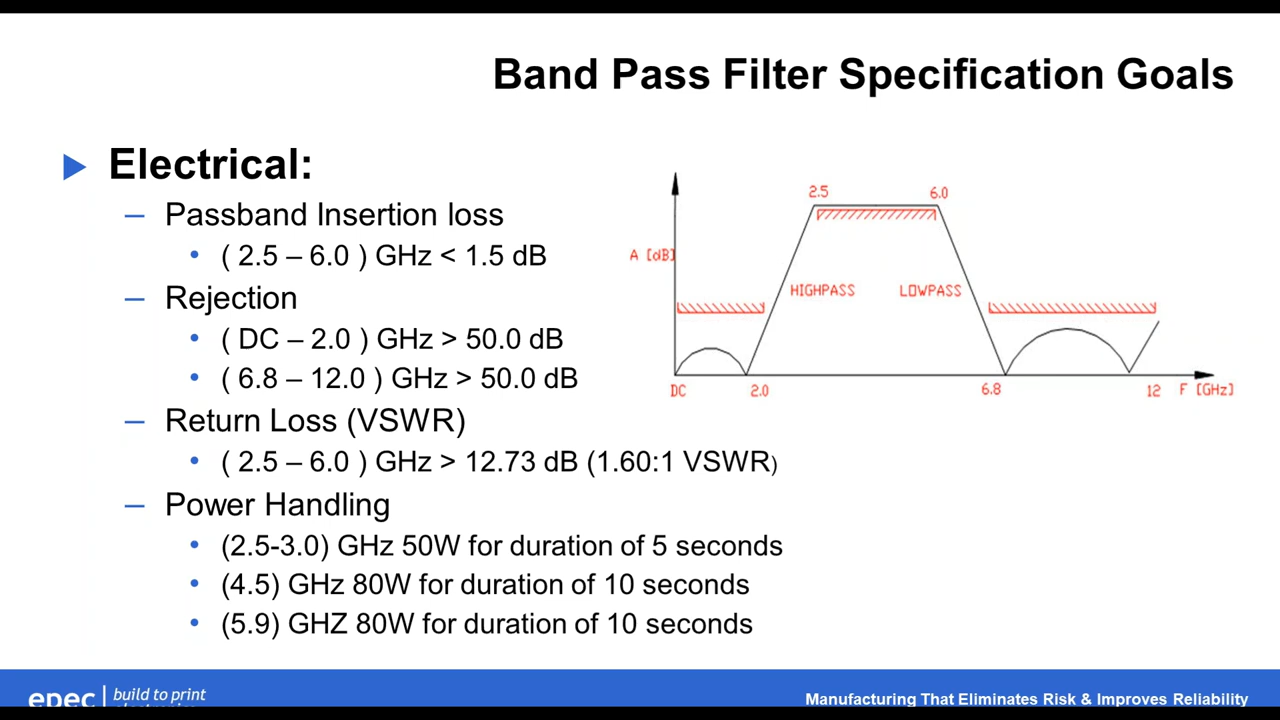 Band Pass Filter Specification Goals
Electrical:
– Passband Insertion loss
• ( 2.5 – 6.0 ) GHz < 1.5 dB
– Rejection
• ( DC – 2.0 ) GHz > 50.0 dB
• ( 6.8 – 12.0 ) GHz > 50.0 dB
– Return Loss (VSWR)
• ( 2.5 – 6.0 ) GHz > 12.73 dB (1.60:1 VSWR)
– Power Handling
• (2.5-3.0) GHz 50W for duration of 5 seconds
• (4.5) GHz 80W for duration of 10 seconds
• (5.9) GHZ 80W for duration of 10 seconds
2.5 6.0
A [dB]
HIGHPASS LOWPASS
DC 2.0 6.8 12 F [GHz]
epec
build to print
Manufacturing That Eliminates Risk & Improves Reliability